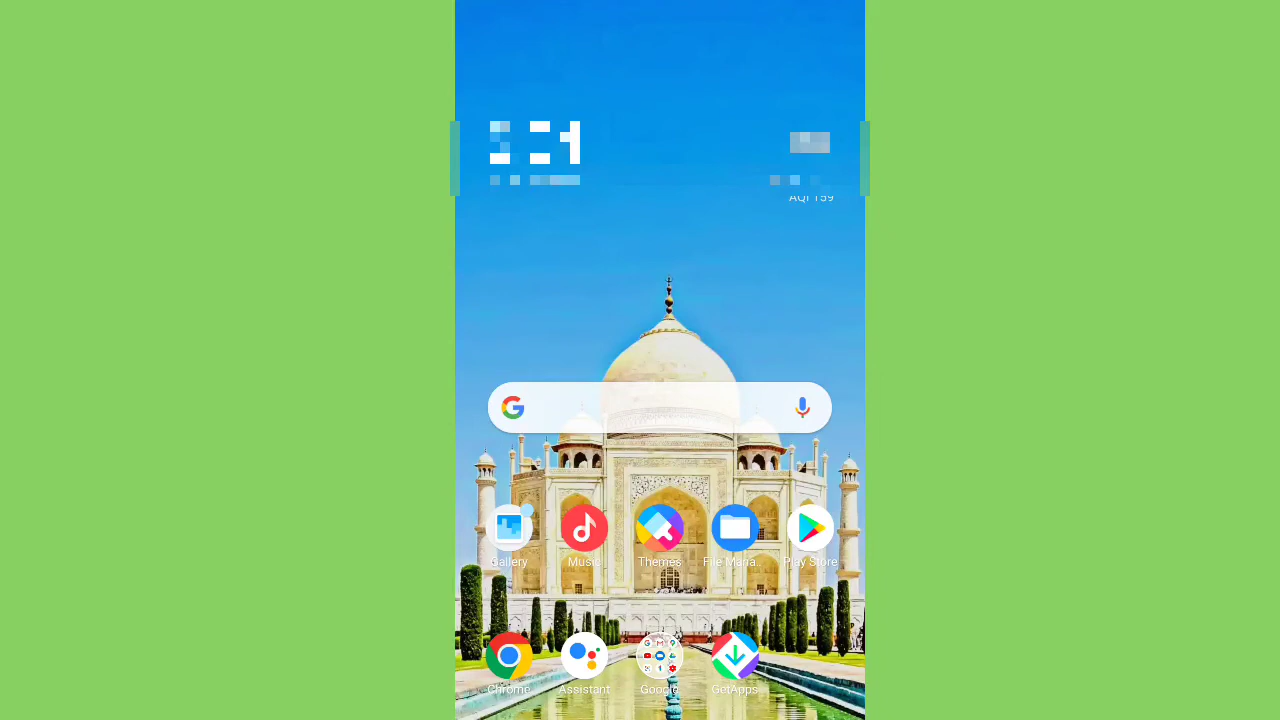 AQI 159
Gallery Music Themes File Mana.. Play Store
Chrome Assistant Google GetApps